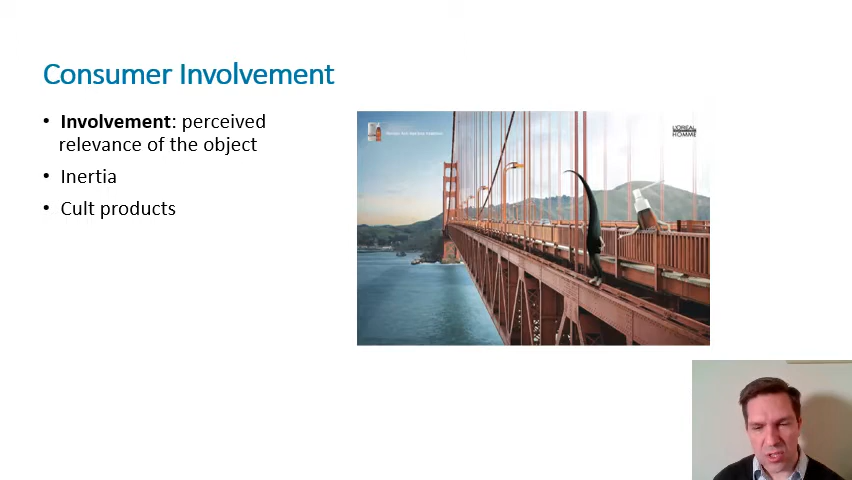 Consumer Involvement
• Involvement: perceived
relevance of the object
• Inertia
• Cult products
L'ORÉAL
HOMME